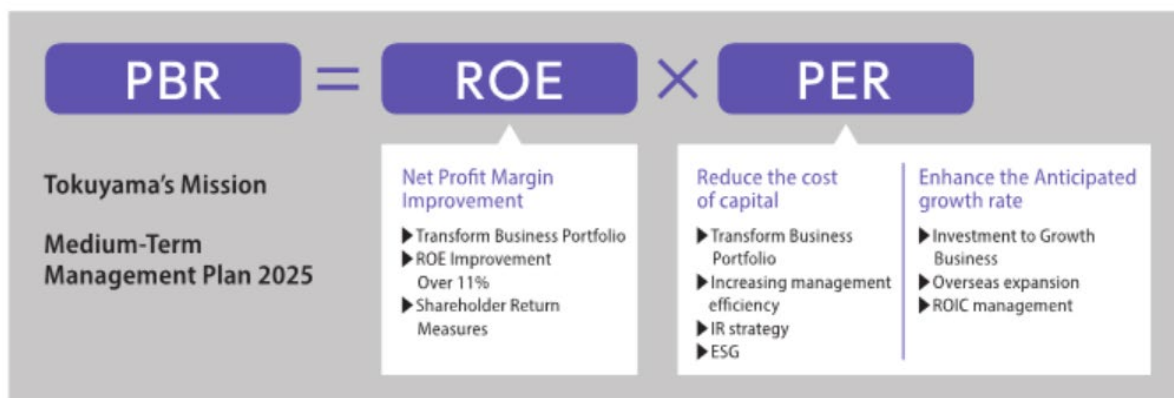 PBR = ROE × PER
Tokuyama's Mission
Medium-Term
Management Plan 2025
Net Profit Margin
Improvement
▶Transform Business Portfolio
▶ROE Improvement
Over 11%
▶Shareholder Return
Measures
Reduce the cost
of capital
▶Transform Business
Portfolio
▶Increasing management
efficiency
▶IR strategy
▶ESG
Enhance the Anticipated
growth rate
▶Investment to Growth
Business
▶Overseas expansion
▶ROIC management